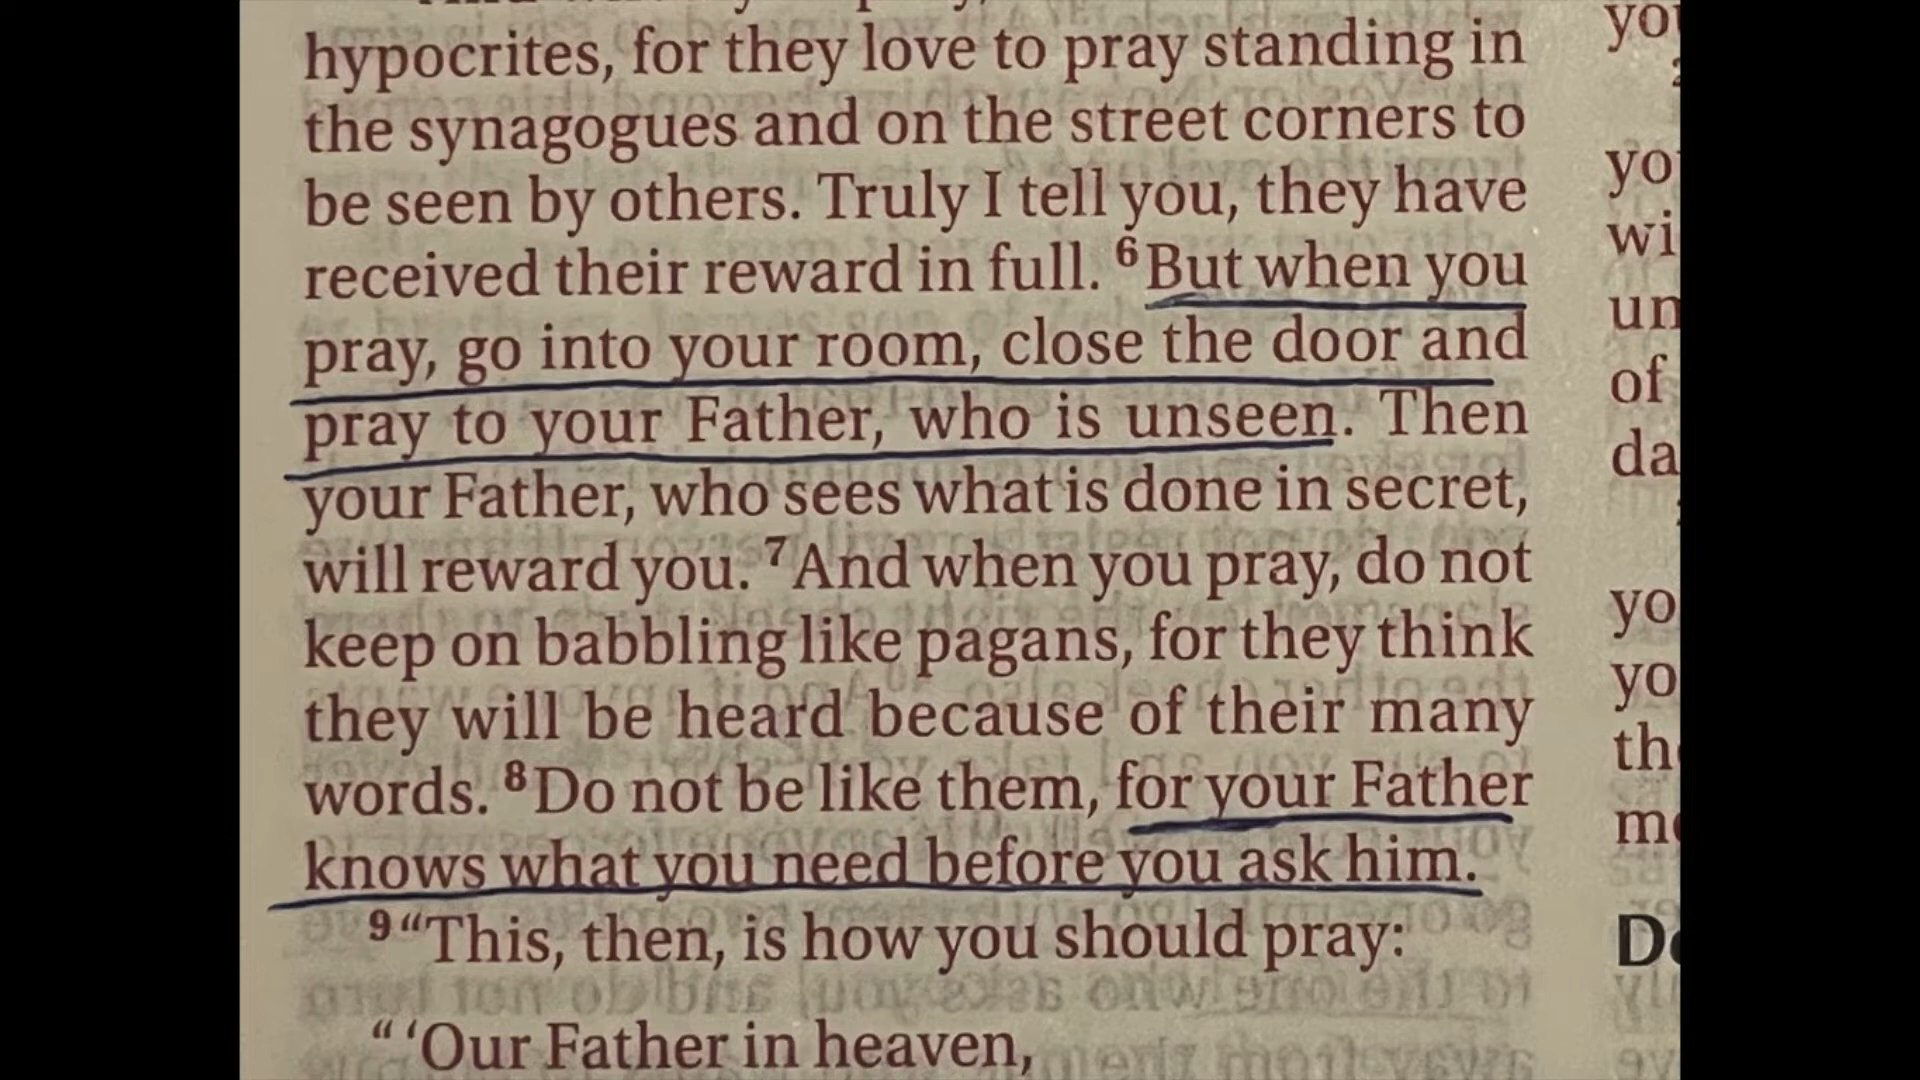 hypocrites, for they love to pray standing in
the synagogues and on the street corners to
be seen by others. Truly I tell you, they have
received their reward in full. 6 But when you
pray, go into your room, close the door and
pray to your Father, who is unseen. Then
your Father, who sees what is done in secret,
will reward you. 7 And when you pray, do not
keep on babbling like pagans, for they think
they will be heard because of their many
words. 8 Do not be like them, for your Father
knows what you need before you ask him.
9 “This, then, is how you should pray:
“ ‘Our Father in heaven,
of